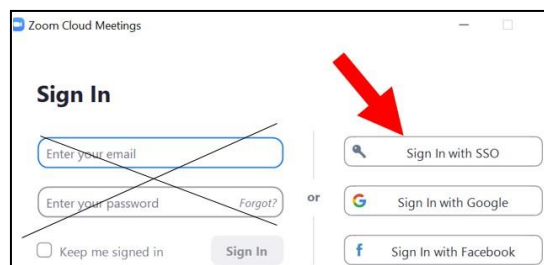 Zoom Cloud Meetings
Sign In
Enter your email
Enter your password Forgot?
Keep me signed in Sign In
or
Sign In with SSO
Sign In with Google
Sign In with Facebook